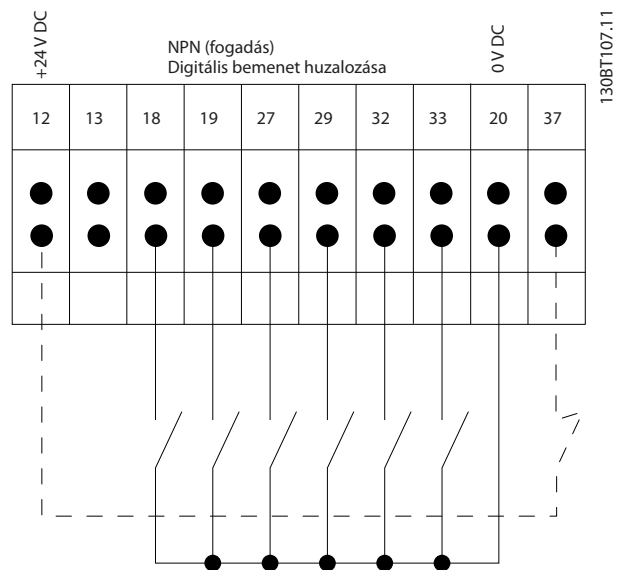 +24 V DC
NPN (fogadás)
Digitális bemenet huzalozása
0 V DC
130BT107.11
12 13 18 19 27 29 32 33 20 37